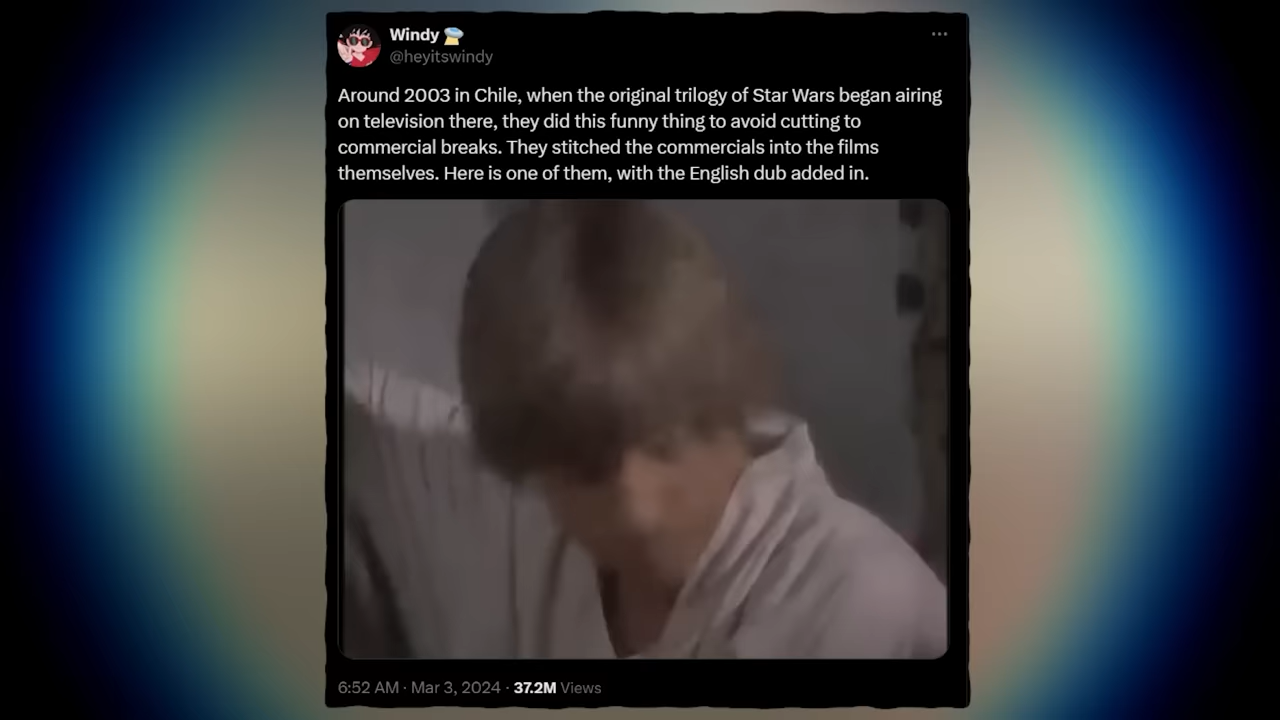 Windy
@heyitswindy
Around 2003 in Chile, when the original trilogy of Star Wars began airing
on television there, they did this funny thing to avoid cutting to
commercial breaks. They stitched the commercials into the films
themselves. Here is one of them, with the English dub added in.
6:52 AM · Mar 3, 2024 · 37.2M Views